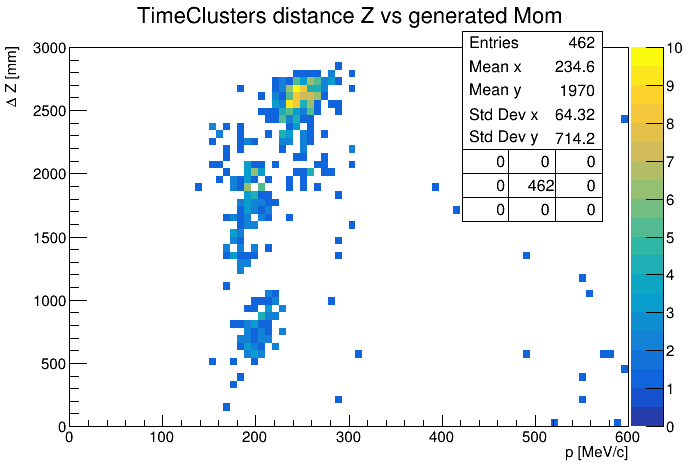 TimeClusters distance Z vs generated Mom
Δ Z [mm]
3000
2500
2000
1500
1000
500
0
0 100 200 300 400 500 600
p [MeV/c]
Entries 462
Mean x 234.6
Mean y 1970
Std Dev x 64.32
Std Dev y 714.2
0 0 0
0 462 0
0 0 0
10
9
8
7
6
5
4
3
2
1
0